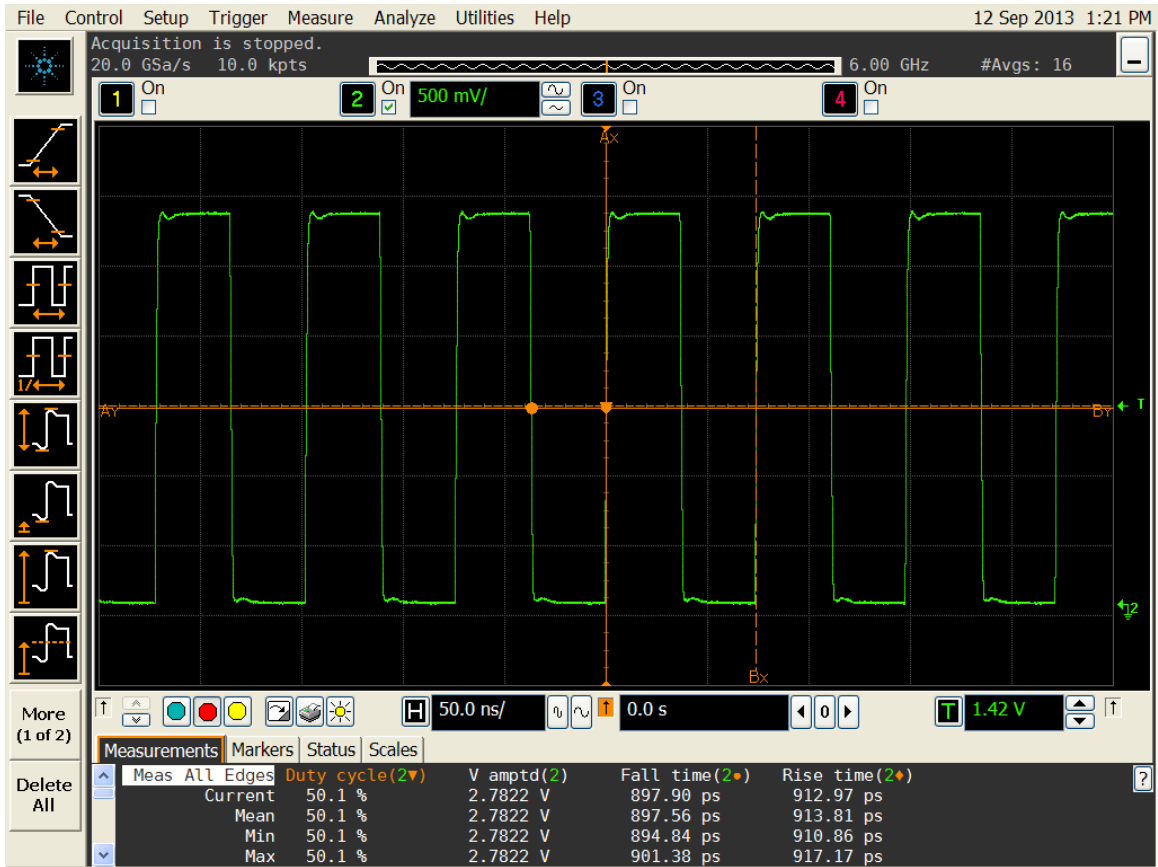 File Control Setup Trigger Measure Analyze Utilities Help 12 Sep 2013 1:21 PM
Acquisition is stopped.
20.0 GSa/s 10.0 kpts 6.00 GHz #Avgs: 16
1 On 2 On 500 mV/ 3 On 4 On
Ax
1/
AY BY T
2
Bx
More
(1 of 2)
Delete
All
H 50.0 ns/ 0.0 s 0 T 1.42 V
Measurements Markers Status Scales
Meas All Edges Duty cycle(2▼) V amptd(2) Fall time(2●) Rise time(2♦) ?
Current 50.1 % 2.7822 V 897.90 ps 912.97 ps
Mean 50.1 % 2.7822 V 897.56 ps 913.81 ps
Min 50.1 % 2.7822 V 894.84 ps 910.86 ps
Max 50.1 % 2.7822 V 901.38 ps 917.17 ps